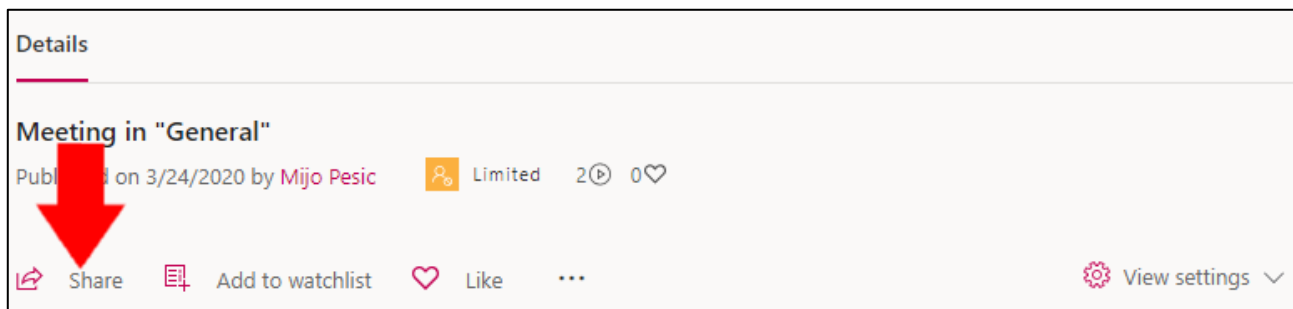 Details
Meeting in "General"
on 3/24/2020 by Mijo Pesic Limited 2 0
Share Add to watchlist Like ... View settings